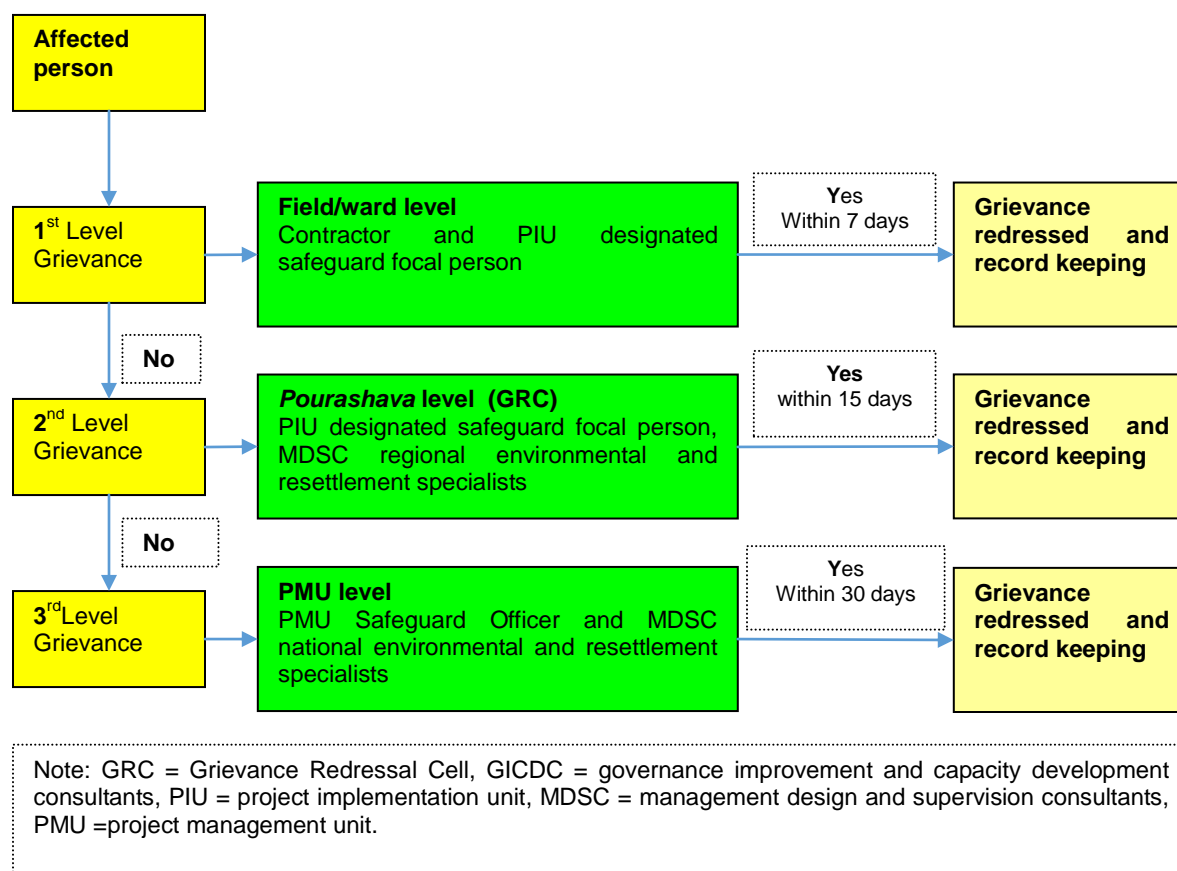 Affected
person
1st Level
Grievance
Field/ward level
Contractor and PIU designated
safeguard focal person
Yes
Within 7 days
Grievance
redressed and
record keeping
No
2nd Level
Grievance
Pourashava level (GRC)
PIU designated safeguard focal person,
MDSC regional environmental and
resettlement specialists
Yes
within 15 days
Grievance
redressed and
record keeping
No
3rdLevel
Grievance
PMU level
PMU Safeguard Officer and MDSC
national environmental and resettlement
specialists
Yes
Within 30 days
Grievance
redressed and
record keeping
Note: GRC = Grievance Redressal Cell, GICDC = governance improvement and capacity development
consultants, PIU = project implementation unit, MDSC = management design and supervision consultants,
PMU =project management unit.